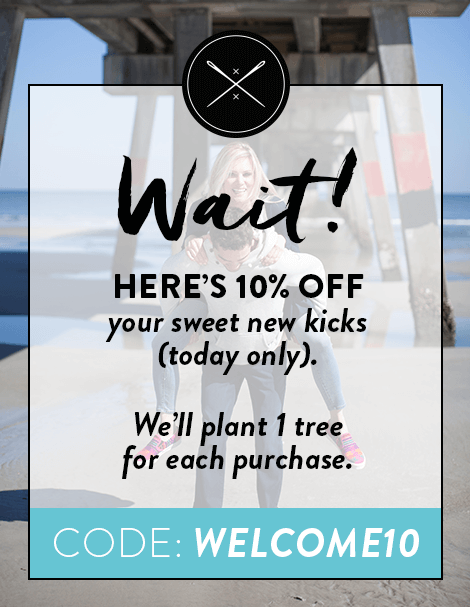 Wait!
HERE’S 10% OFF
your sweet new kicks
(today only).
We’ll plant 1 tree
for each purchase.
CODE: WELCOME10